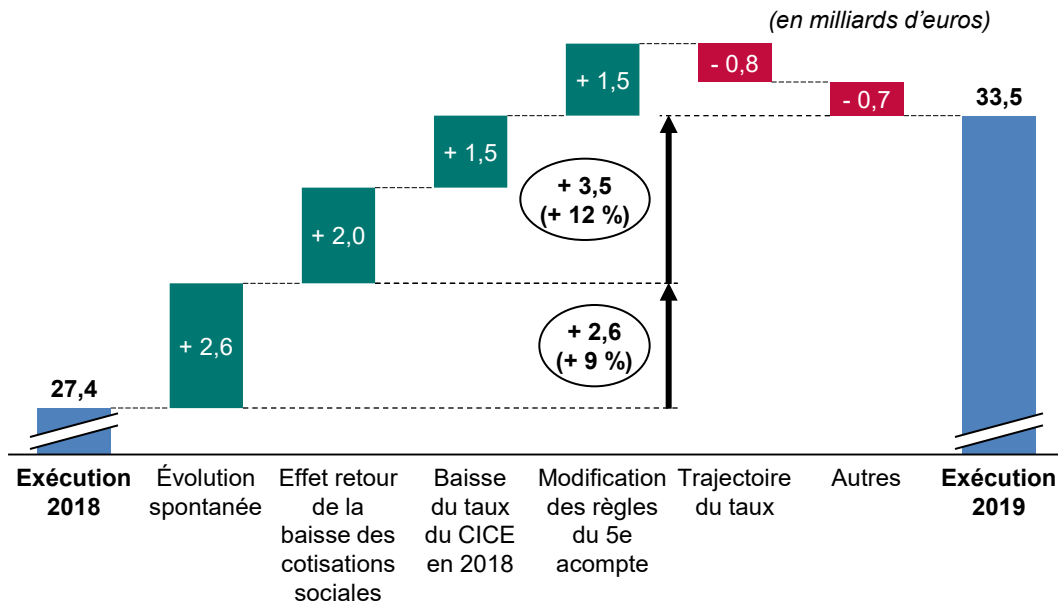 (en milliards d'euros)
- 0,8
+ 1,5
- 0,7
33,5
+ 1,5
+ 3,5
(+ 12 %)
+ 2,0
+ 2,6
+ 2,6
(+ 9 %)
27,4
Exécution
2018
Évolution
spontanée
Effet retour
de la
baisse des
cotisations
sociales
Baisse
du taux
du CICE
en 2018
Modification
des règles
du 5e
acompte
Trajectoire
du taux
Autres
Exécution
2019